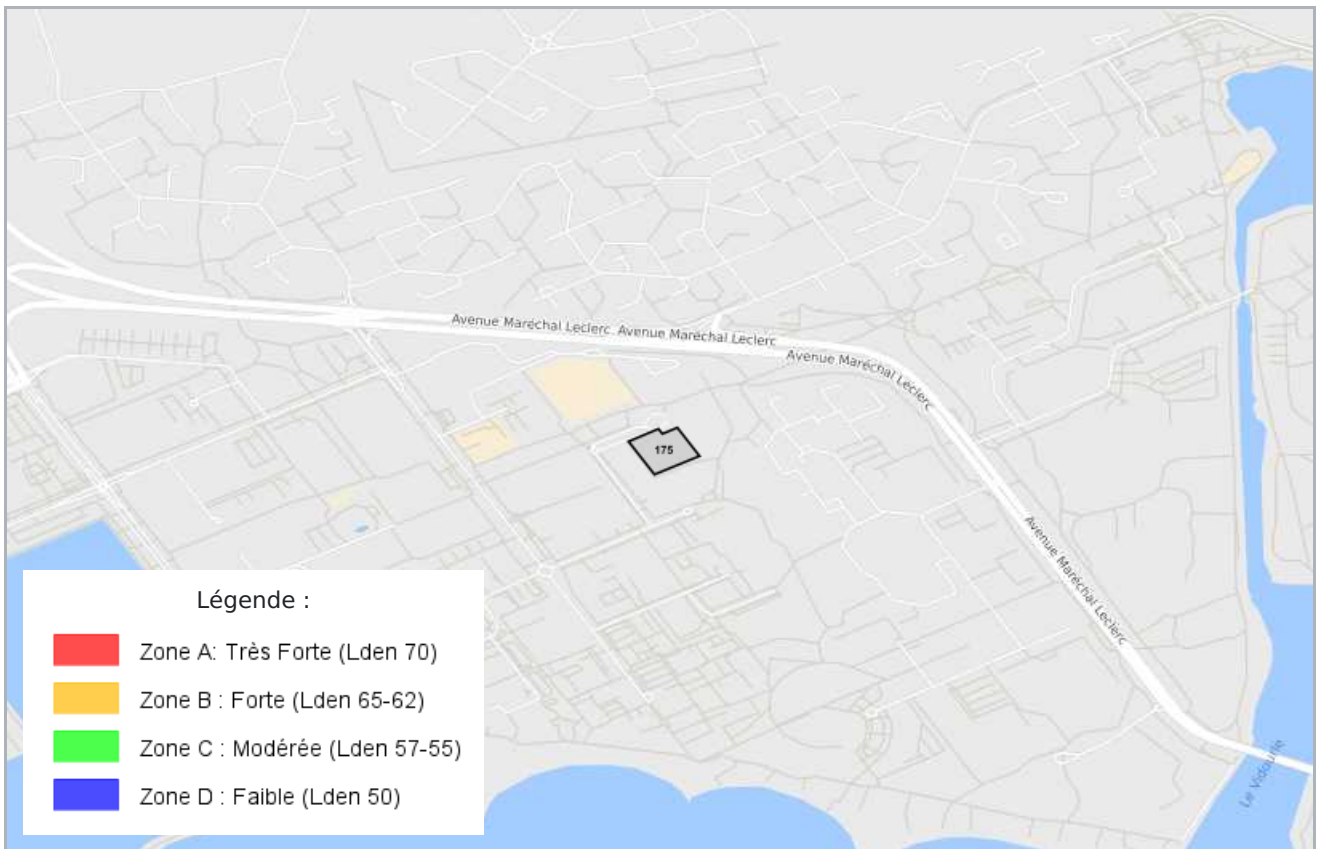 Avenue Maréchal Leclerc
Avenue Maréchal Leclerc
Avenue Maréchal Leclerc
175
Avenue Maréchal Leclerc
Le Vidourle
Légende :
Zone A: Très Forte (Lden 70)
Zone B : Forte (Lden 65-62)
Zone C : Modérée (Lden 57-55)
Zone D : Faible (Lden 50)